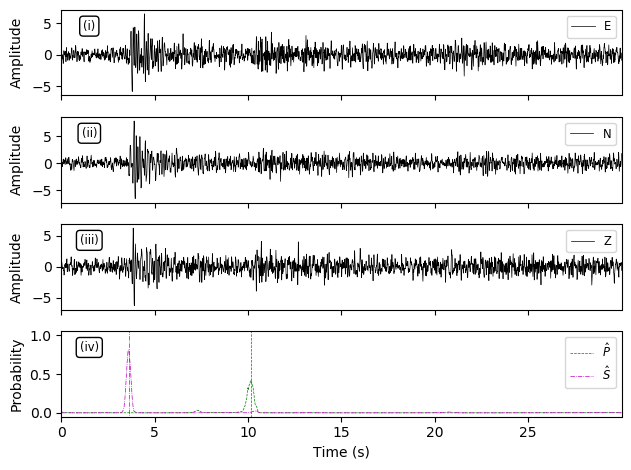 (i)
E
Amplitude
5
0
−5
(ii)
N
Amplitude
5
0
−5
(iii)
Z
Amplitude
5
0
−5
(iv)
P̂
Ŝ
Probability
1.0
0.5
0.0
0 5 10 15 20 25
Time (s)